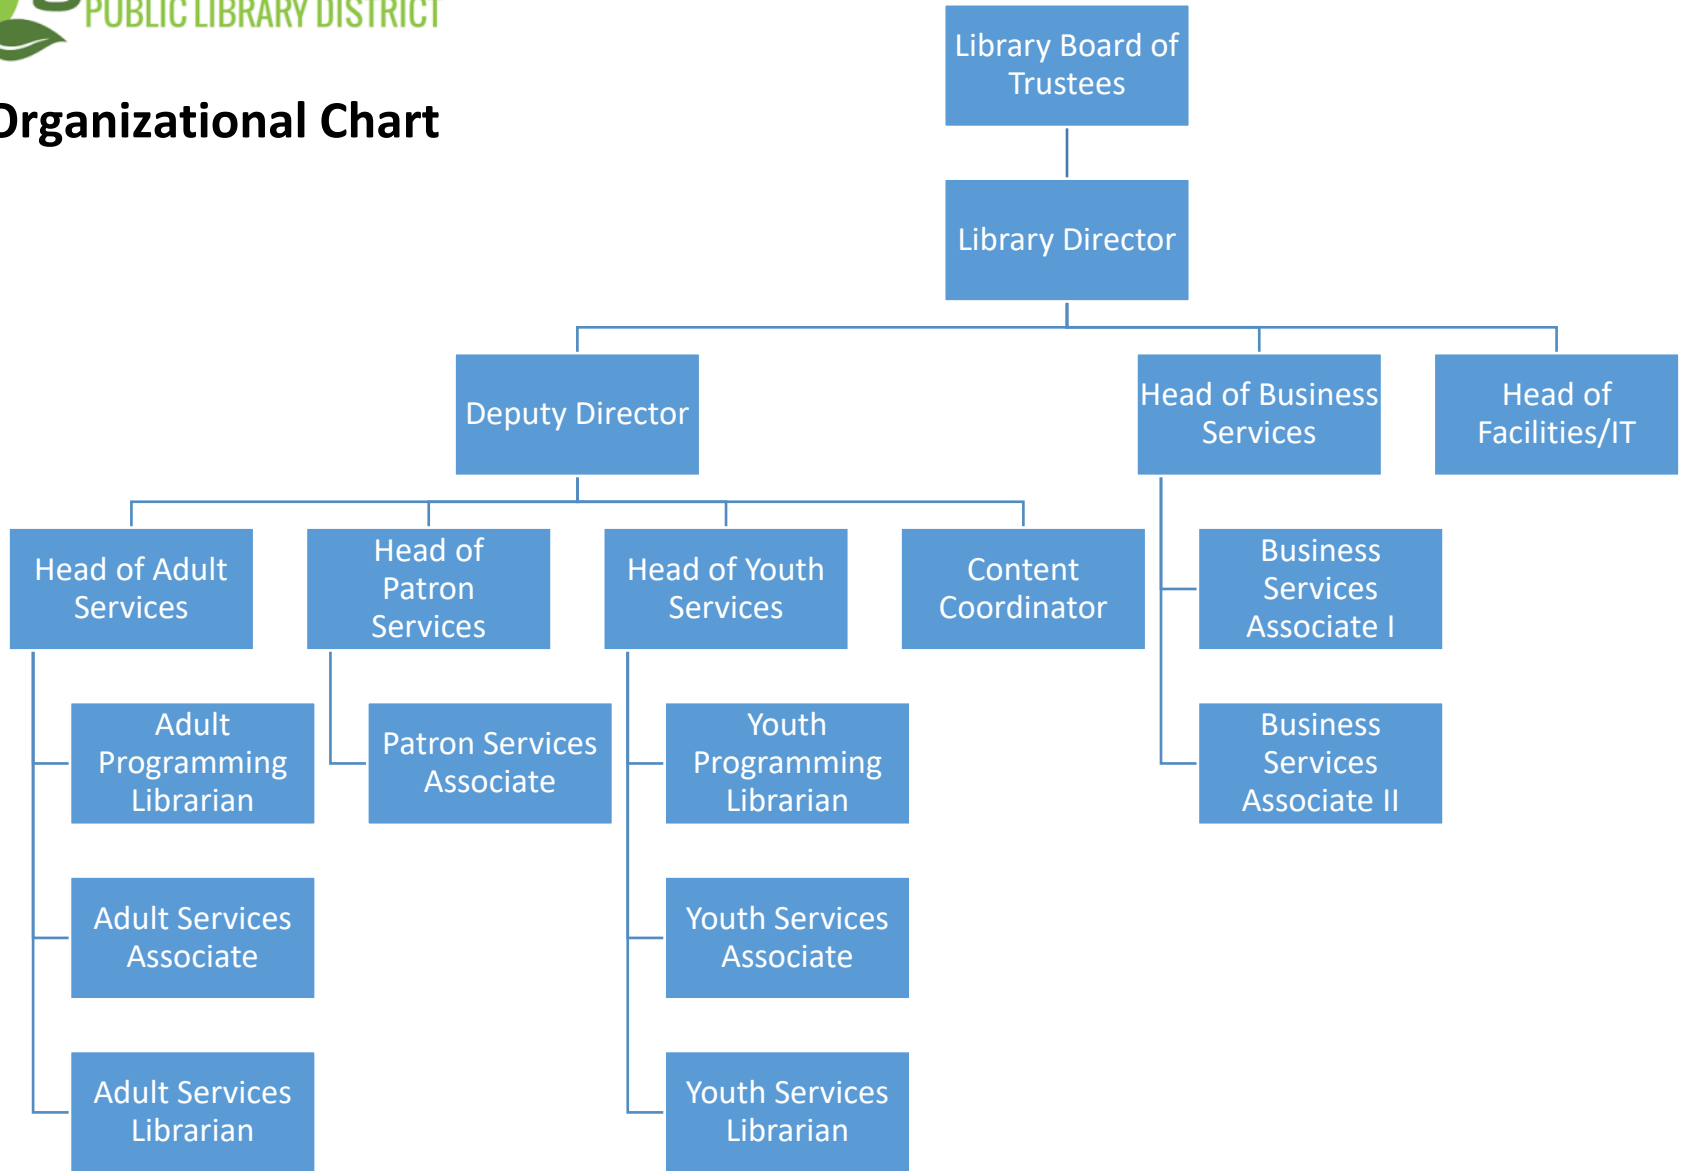 PUBLIC LIBRARY DISTRICT
Organizational Chart
Library Board of
Trustees
Library Director
Deputy Director
Head of Business
Services
Head of
Facilities/IT
Head of Adult
Services
Head of
Patron
Services
Head of Youth
Services
Content
Coordinator
Business
Services
Associate I
Adult
Programming
Librarian
Patron Services
Associate
Youth
Programming
Librarian
Business
Services
Associate II
Adult Services
Associate
Youth Services
Associate
Adult Services
Librarian
Youth Services
Librarian